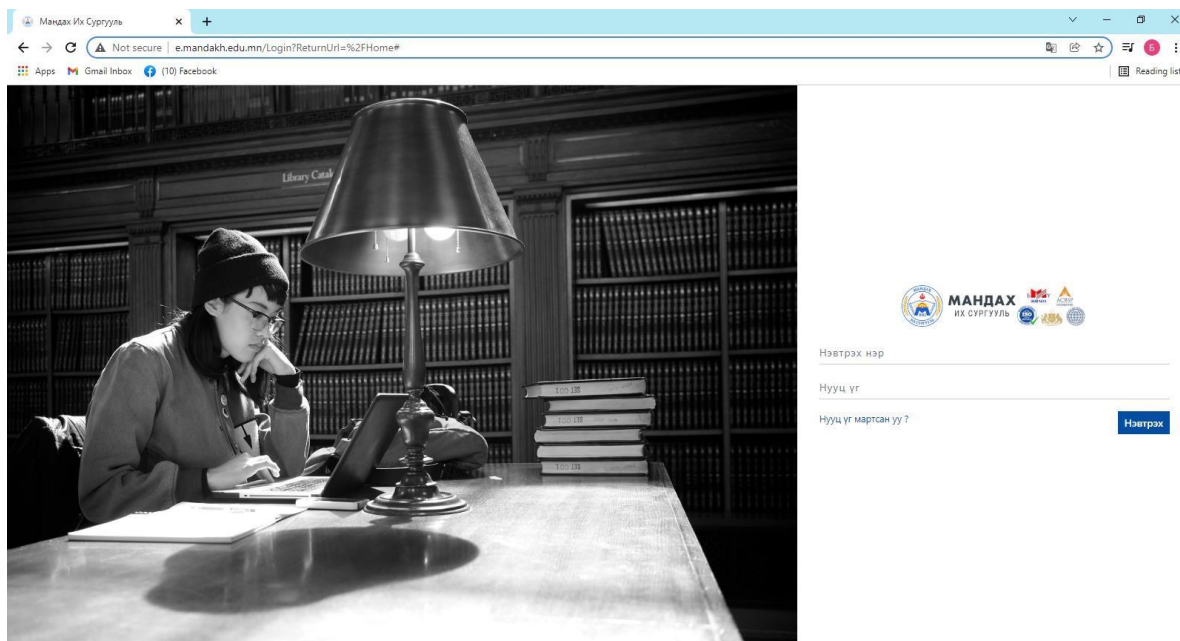 Мандах Их Сургууль
Not secure | e.mandakh.edu.mn/Login?ReturnUrl=%2FHome#
Б
Apps
Gmail Inbox
(10) Facebook
Reading list
Library Catal
МАНДАХ
ИХ СУРГУУЛЬ
ISO
Нэвтрэх нэр
Нууц үг
Нууц үг мартсан уу ?
Нэвтрэх